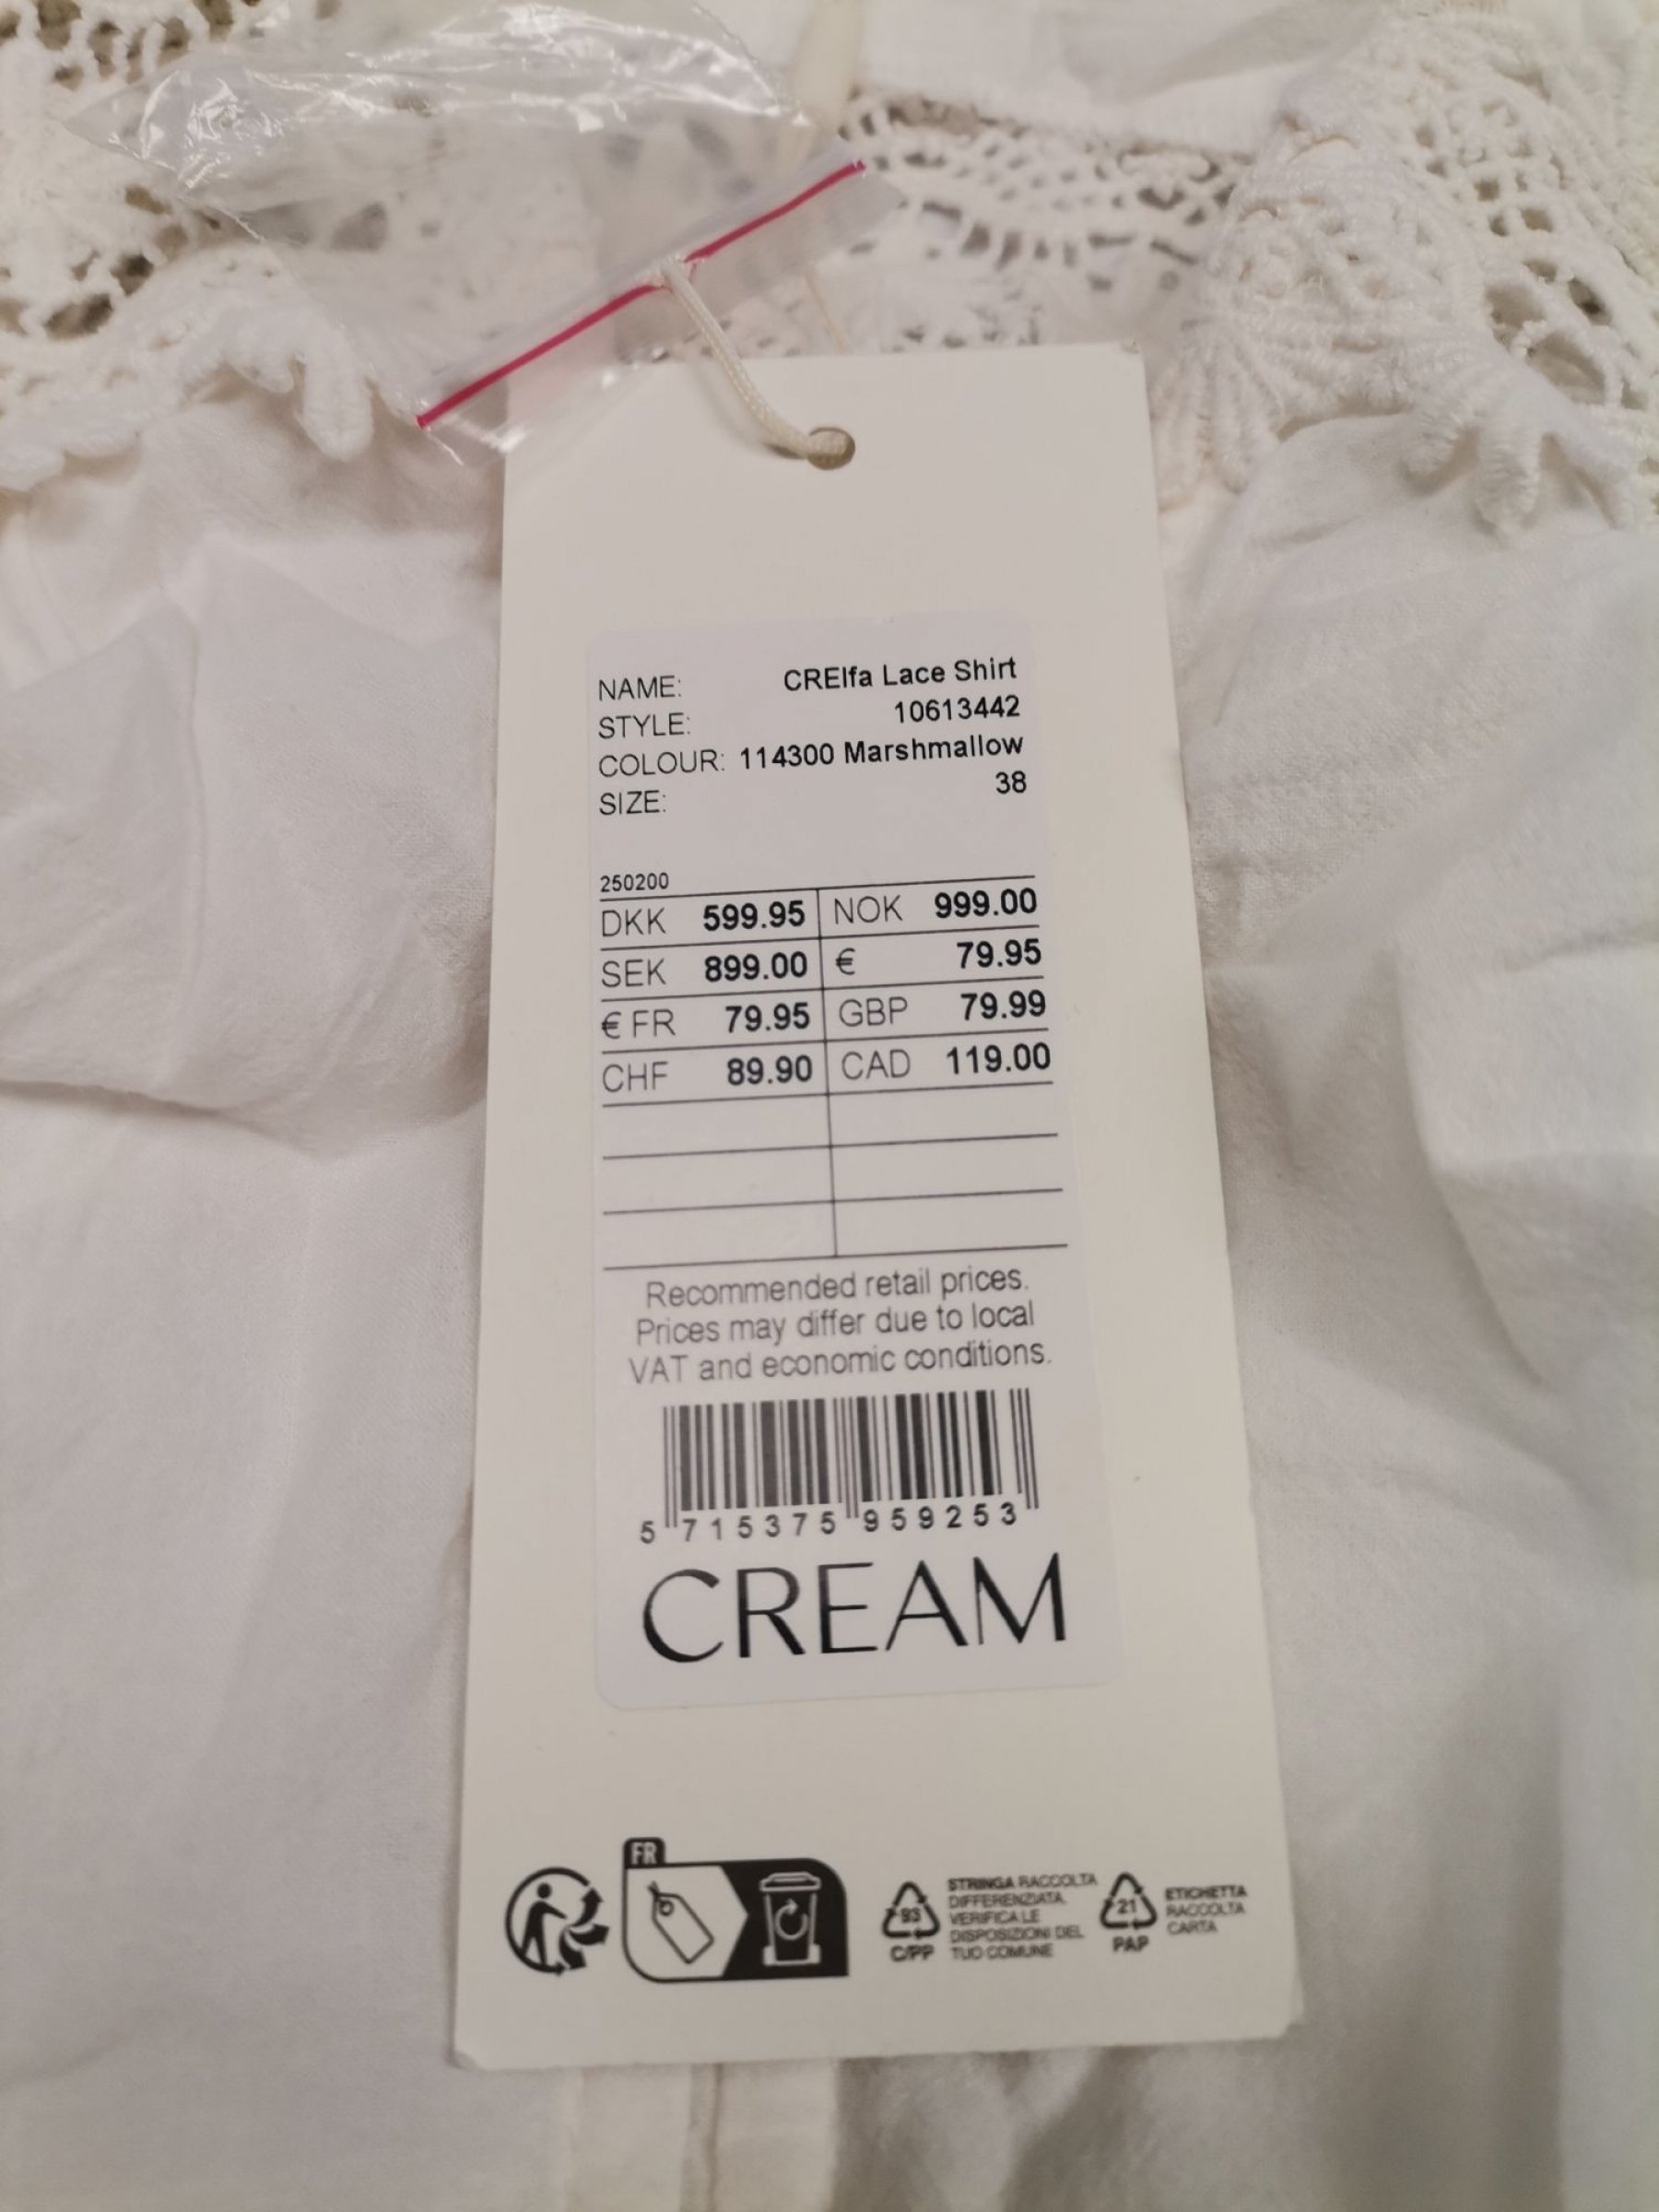 NAME: CRElfa Lace Shirt
STYLE: 10613442
COLOUR: 114300 Marshmallow
SIZE: 38
250200
DKK 599.95 NOK 999.00
SEK 899.00 € 79.95
€ FR 79.95 GBP 79.99
CHF 89.90 CAD 119.00
Recommended retail prices.
Prices may differ due to local
VAT and economic conditions.
5 715375 959253
CREAM
FR
93
C/PP
STRINGA RACCOLTA
DIFFERENZIATA.
VERIFICA LE
DISPOSIZIONI DEL
TUO COMUNE
21
PAP
ETICHETTA
RACCOLTA
CARTA